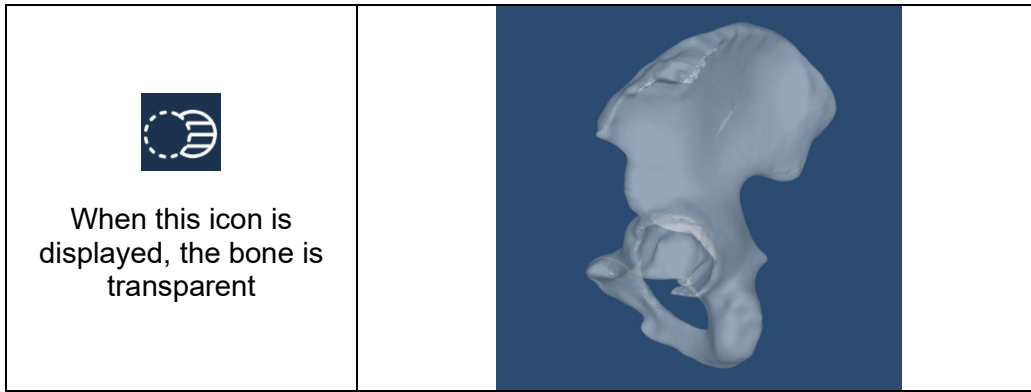 When this icon is
displayed, the bone is
transparent